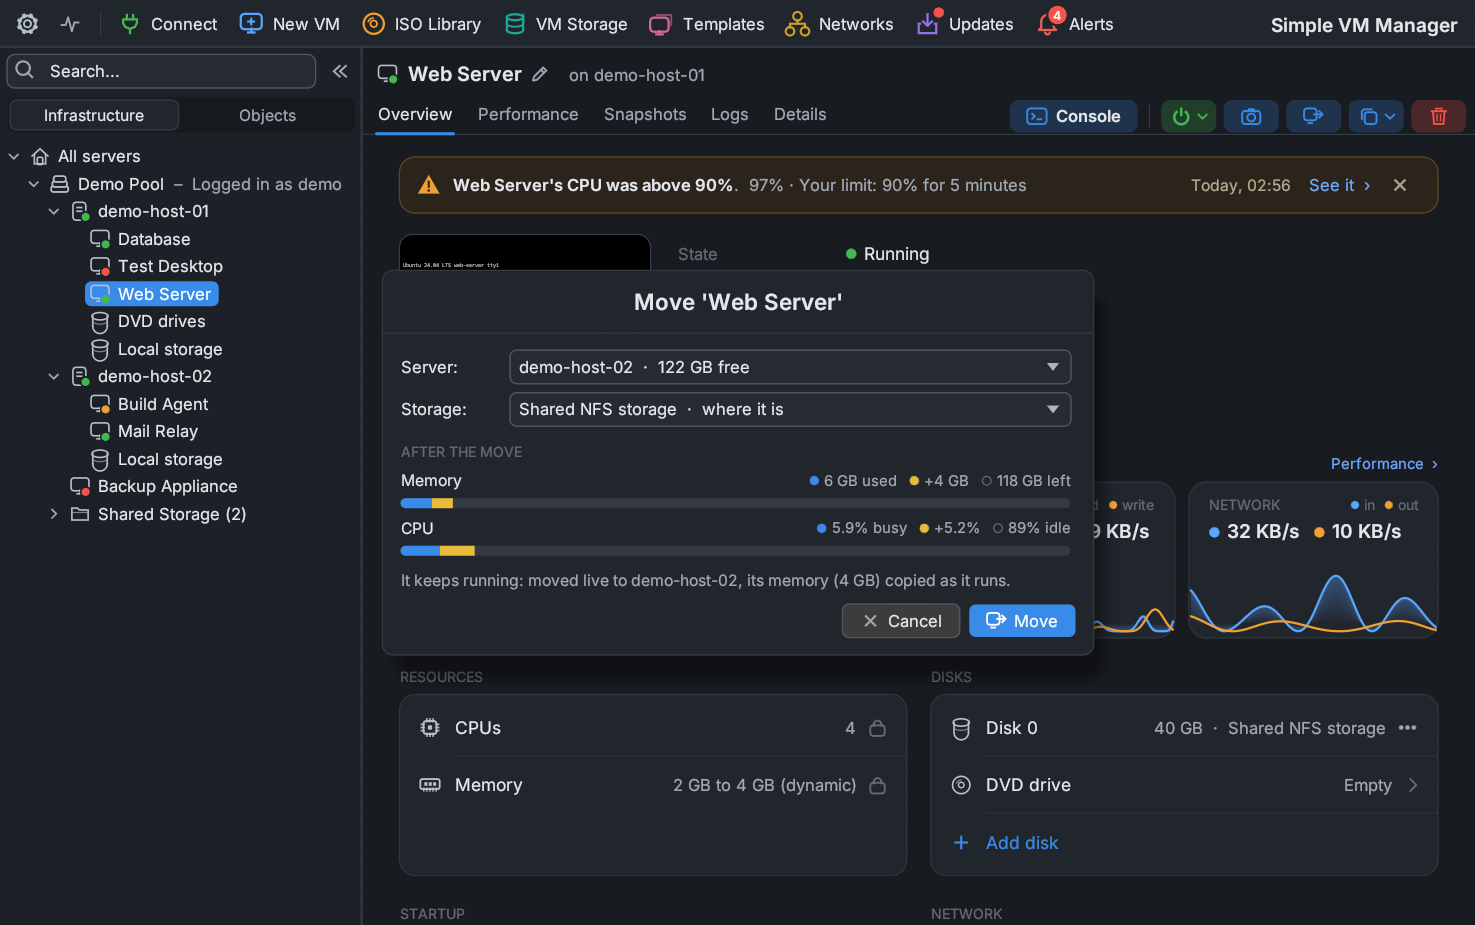 Connect
New VM
ISO Library
VM Storage
Templates
Networks
Updates
4
Alerts
Simple VM Manager
Search...
Infrastructure
Objects
All servers
Demo Pool – Logged in as demo
demo-host-01
Database
Test Desktop
Web Server
DVD drives
Local storage
demo-host-02
Build Agent
Mail Relay
Local storage
Backup Appliance
Shared Storage (2)
Web Server
on demo-host-01
Overview
Performance
Snapshots
Logs
Details
Console
Web Server's CPU was above 90%. 97% · Your limit: 90% for 5 minutes
Today, 02:56
See it ›
Ubuntu 24.04 LTS web-server tty1
State
Running
Move 'Web Server'
Server:
demo-host-02 · 122 GB free
Storage:
Shared NFS storage · where it is
AFTER THE MOVE
Memory
6 GB used
+4 GB
118 GB left
CPU
5.9% busy
+5.2%
89% idle
It keeps running: moved live to demo-host-02, its memory (4 GB) copied as it runs.
Cancel
Move
Performance ›
write
9 KB/s
NETWORK
in
out
32 KB/s
10 KB/s
RESOURCES
CPUs
4
Memory
2 GB to 4 GB (dynamic)
DISKS
Disk 0
40 GB · Shared NFS storage
DVD drive
Empty
+ Add disk
STARTUP
NETWORK